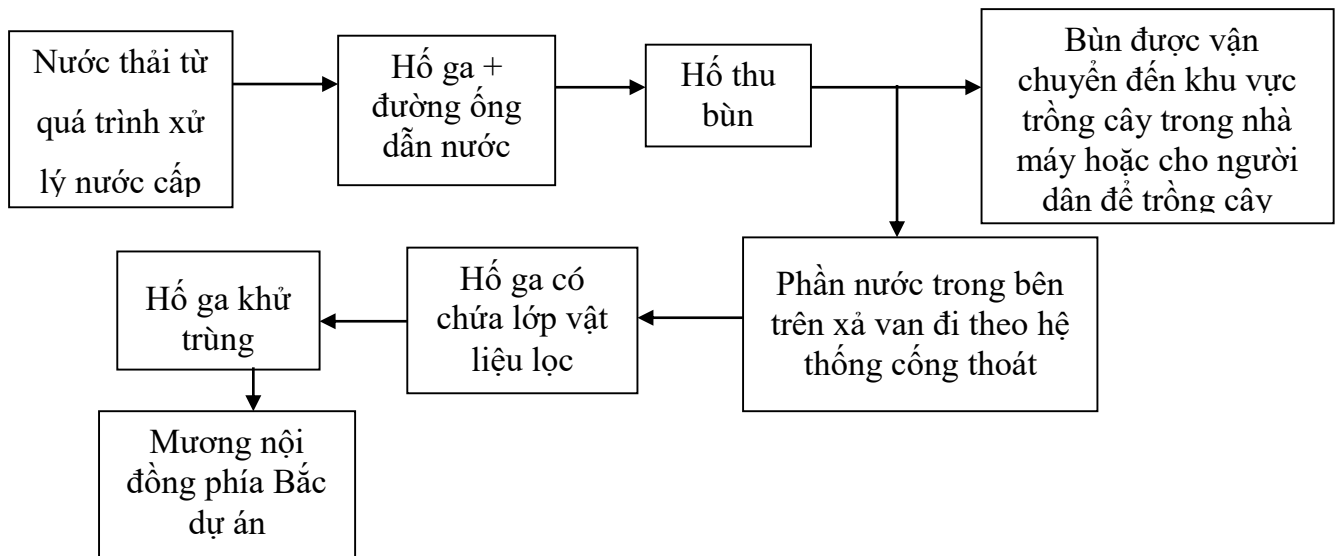 Nước thải từ
quá trình xử
lý nước cấp
Hố ga +
đường ống
dẫn nước
Hố thu
bùn
Bùn được vận
chuyển đến khu vực
trồng cây trong nhà
máy hoặc cho người
dân để trồng cây
Phần nước trong bên
trên xả van đi theo hệ
thống cống thoát
Hố ga có
chứa lớp vật
liệu lọc
Hố ga khử
trùng
Mương nội
đồng phía Bắc
dự án